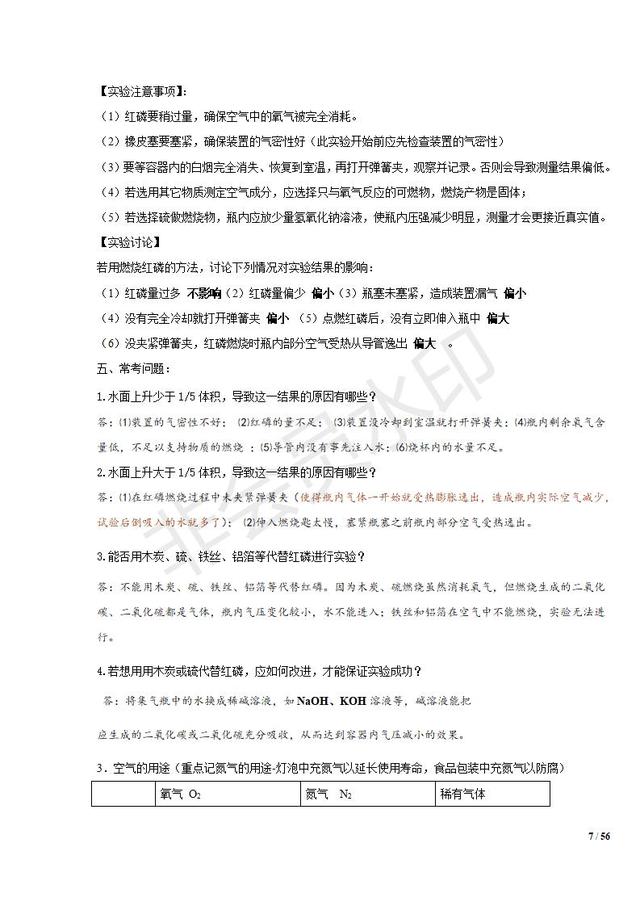 【实验注意事项】:
（1）红磷要稍过量，确保空气中的氧气被完全消耗。
（2）橡皮塞要塞紧，确保装置的气密性好（此实验开始前应先检查装置的气密性）
（3）要等容器内的白烟完全消失、恢复到室温，再打开弹簧夹，观察并记录。否则会导致测量结果偏低。
（4）若选用其它物质测定空气成分，应选择只与氧气反应的可燃物，燃烧产物是固体；
（5）若选择硫做燃烧物，瓶内应放少量氢氧化钠溶液，使瓶内压强减少明显，测量才会更接近真实值。
【实验讨论】
若用燃烧红磷的方法，讨论下列情况对实验结果的影响：
（1）红磷量过多 不影响（2）红磷量偏少 偏小（3）瓶塞未塞紧，造成装置漏气 偏小
（4）没有完全冷却就打开弹簧夹 偏小 （5）点燃红磷后，没有立即伸入瓶中 偏大
（6）没夹紧弹簧夹，红磷燃烧时瓶内部分空气受热从导管逸出 偏大 。
五、常考问题：
1.水面上升少于 1/5 体积，导致这一结果的原因有哪些？
答：⑴装置的气密性不好； ⑵红磷的量不足； ⑶装置没冷却到室温就打开弹簧夹；⑷瓶内剩余氧气含
量低，不足以支持物质的燃烧 ；⑸导管内没有事先注入水；⑹烧杯内的水量不足。
2.水面上升大于 1/5 体积，导致这一结果的原因有哪些？
答：⑴在红磷燃烧过程中未夹紧弹簧夹（使得瓶内气体一开始就受热膨胀逸出，造成瓶内实际空气减少，
试验后倒吸入的水就多了）； ⑵伸入燃烧匙太慢，塞紧瓶塞之前瓶内部分空气受热逸出。
3.能否用木炭、硫、铁丝、铝箔等代替红磷进行实验？
答：不能用木炭、硫、铁丝、铝箔等代替红磷。因为木炭、硫燃烧虽然消耗氧气，但燃烧生成的二氧化
碳、二氧化硫都是气体，瓶内气压变化较小，水不能进入；铁丝和铝箔在空气中不能燃烧，实验无法进
行。
4.若想用用木炭或硫代替红磷，应如何改进，才能保证实验成功？
答：将集气瓶中的水换成稀碱溶液，如 NaOH、KOH 溶液等，碱溶液能把
应生成的二氧化碳或二氧化硫充分吸收，从而达到容器内气压减小的效果。
3．空气的用途（重点记氮气的用途-灯泡中充氮气以延长使用寿命，食品包装中充氮气以防腐）
氧气 O2 氮气 N2 稀有气体
7 / 56
非会员水印